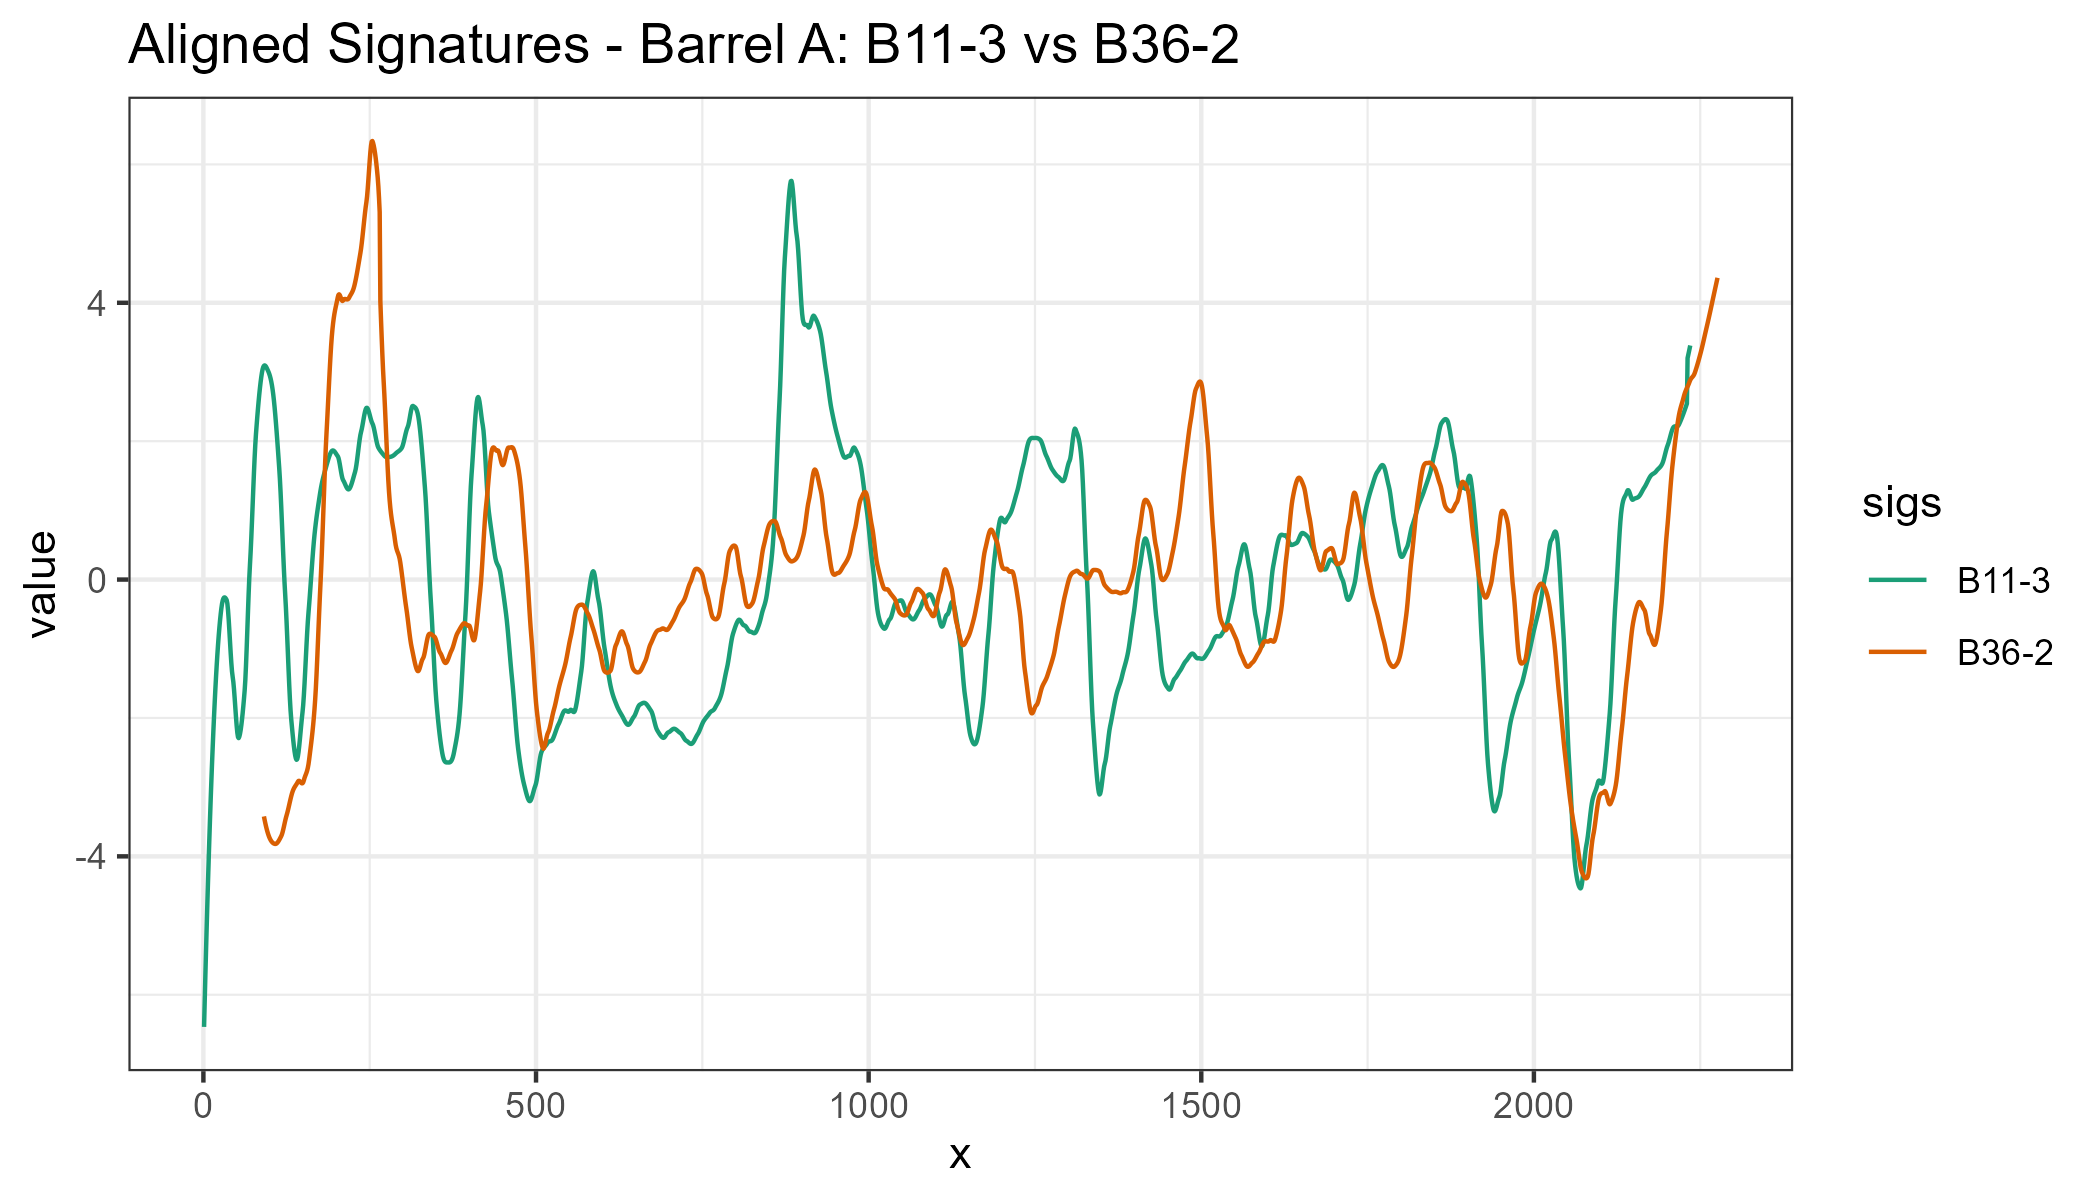 Aligned Signatures - Barrel A: B11-3 vs B36-2
value
4
0
-4
0
500
1000
1500
2000
x
sigs
B11-3
B36-2